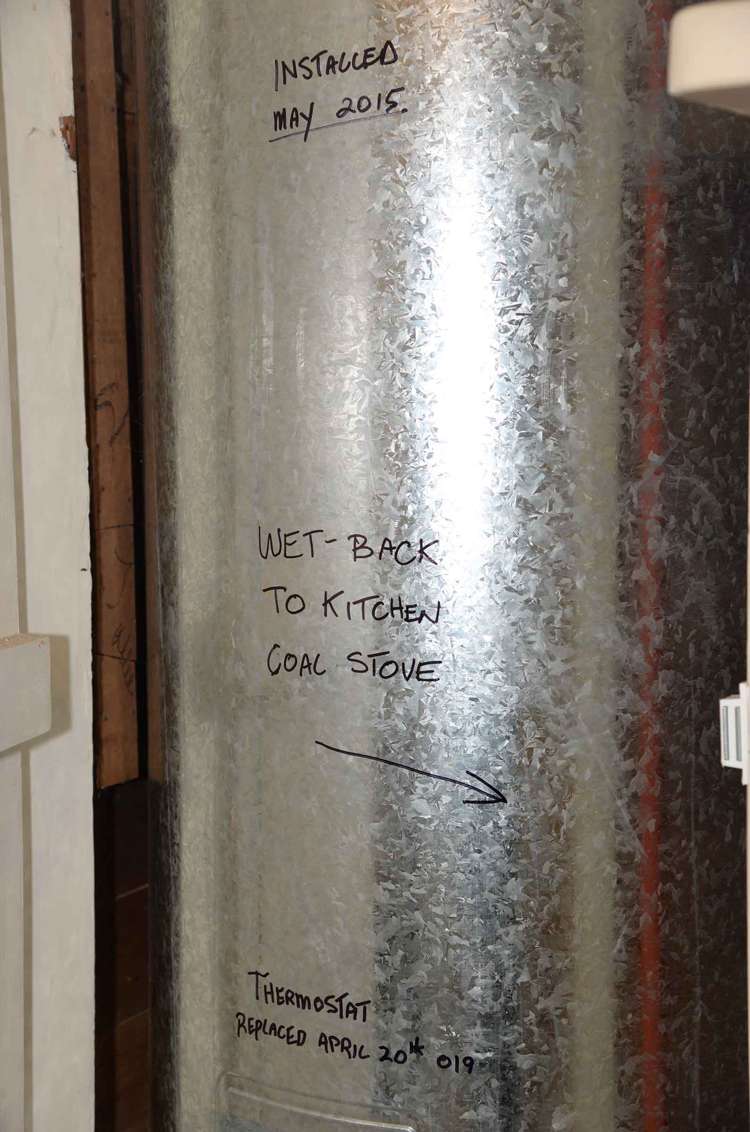 INSTALLED
MAY 2015.
WET-BACK
TO KITCHEN
COAL STOVE
THERMOSTAT
REPLACED APRIL 20th 019